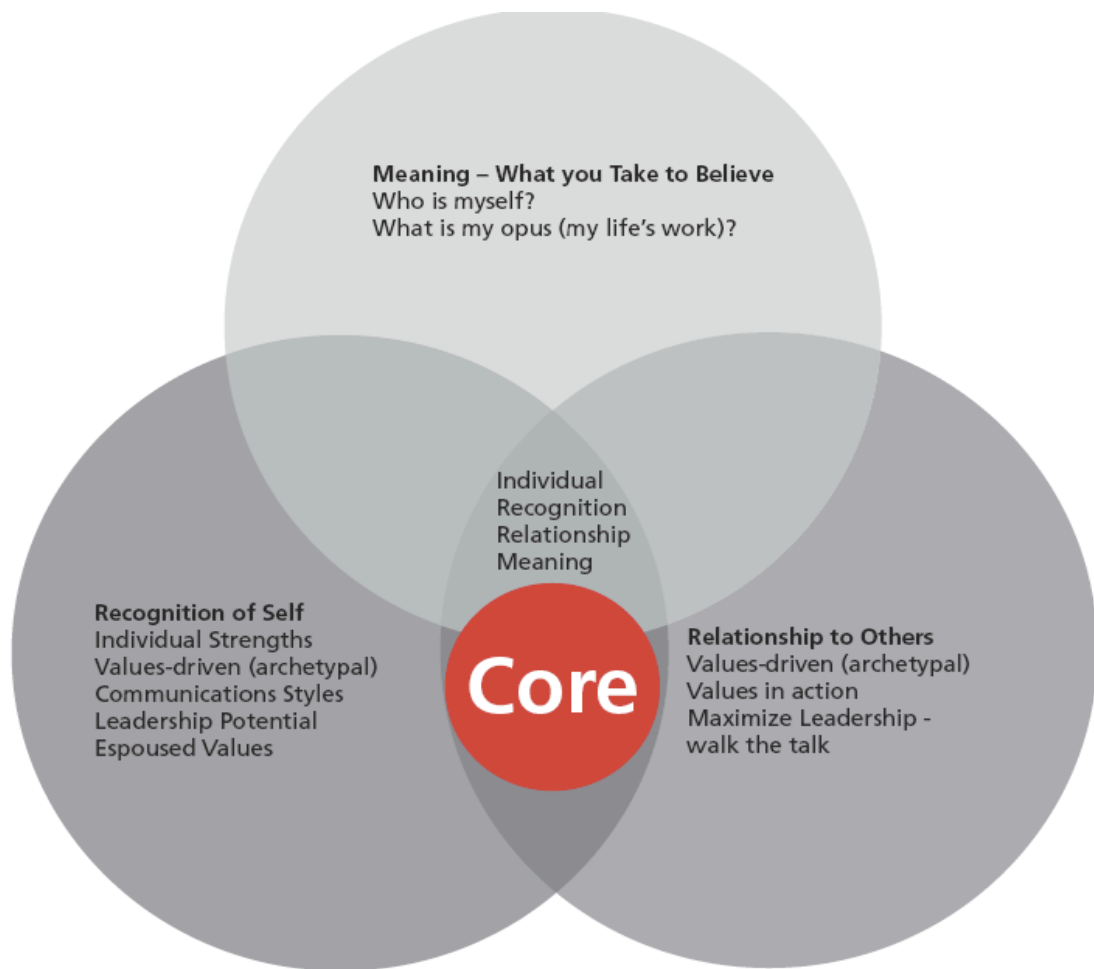 Meaning – What you Take to Believe
Who is myself?
What is my opus (my life's work)?
Individual
Recognition
Relationship
Meaning
Core
Recognition of Self
Individual Strengths
Values-driven (archetypal)
Communications Styles
Leadership Potential
Espoused Values
Relationship to Others
Values-driven (archetypal)
Values in action
Maximize Leadership -
walk the talk